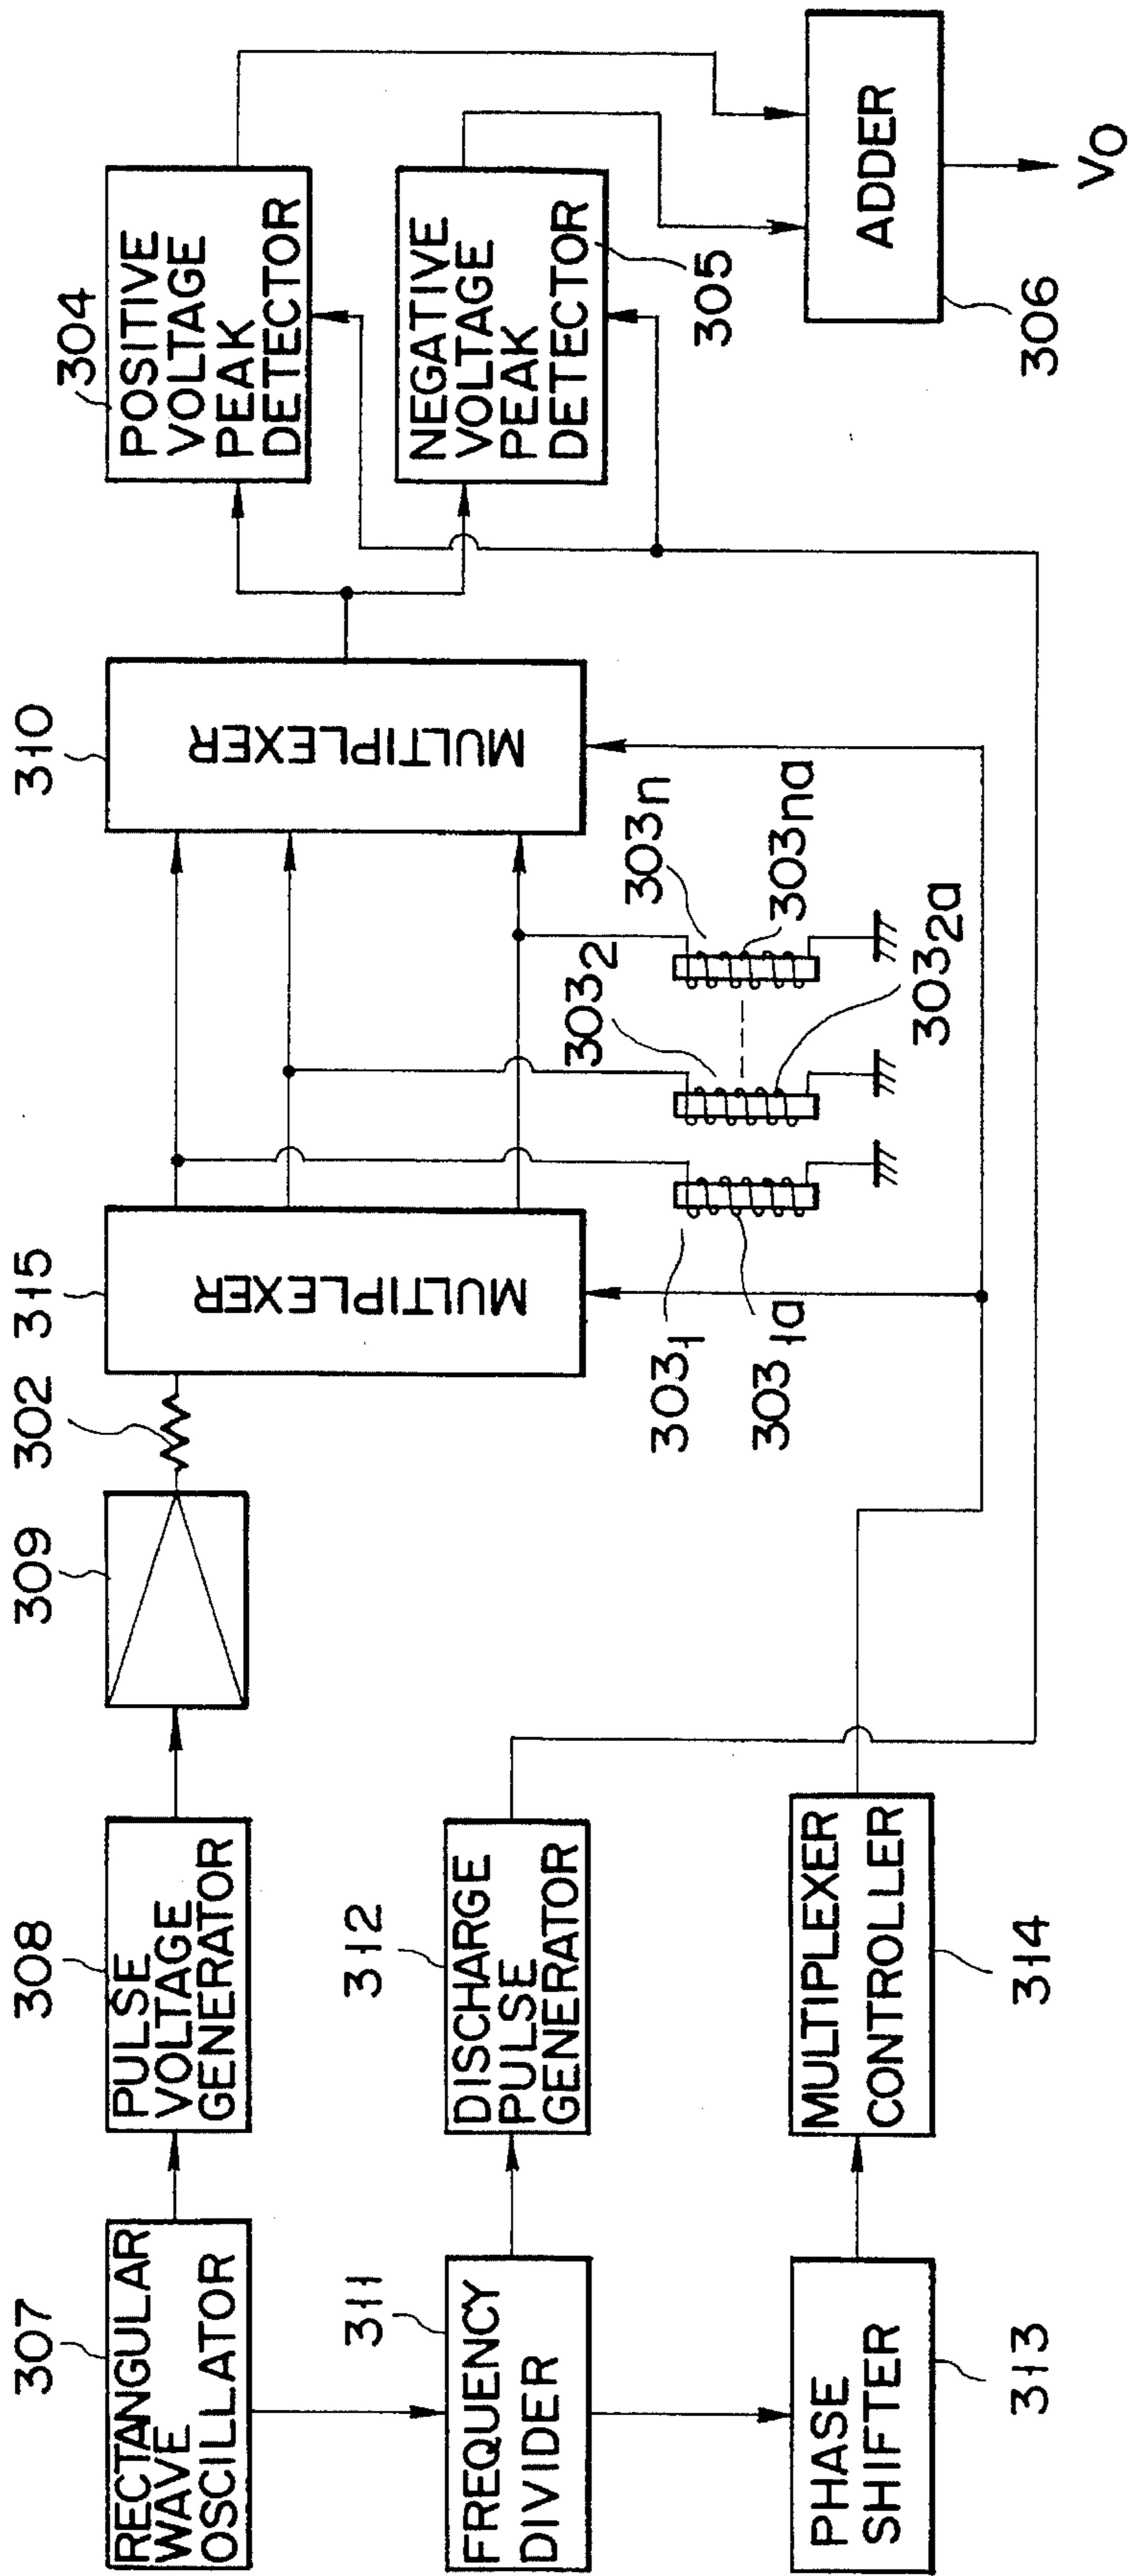 307
RECTANGULAR
WAVE
OSCILLATOR
308
PULSE
VOLTAGE
GENERATOR
309
302
315
MULTIPLEXER
310
MULTIPLEXER
304
POSITIVE
VOLTAGE
PEAK
DETECTOR
311
FREQUENCY
DIVIDER
312
DISCHARGE
PULSE
GENERATOR
NEGATIVE
VOLTAGE
PEAK
DETECTOR
305
3031
3031a
3032
3032a
303n
303na
PHASE
SHIFTER
313
MULTIPLEXER
CONTROLLER
314
ADDER
306
VO